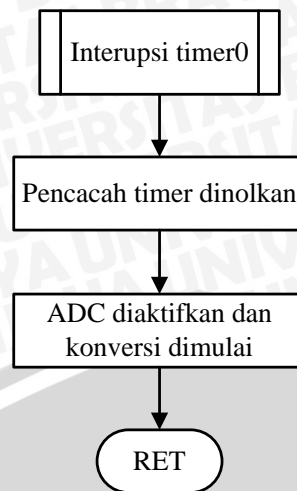 Interupsi timer0
Pencacah timer dinolkan
ADC diaktifkan dan
konversi dimulai
RET